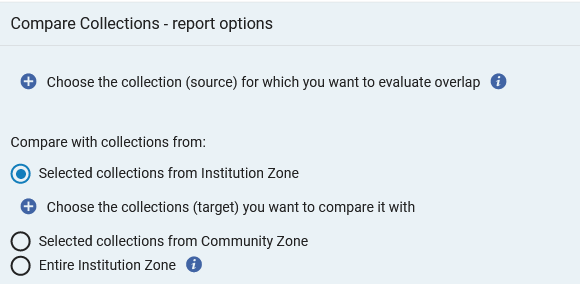 Compare Collections - report options
Choose the collection (source) for which you want to evaluate overlap
Compare with collections from:
Selected collections from Institution Zone
Choose the collections (target) you want to compare it with
Selected collections from Community Zone
Entire Institution Zone